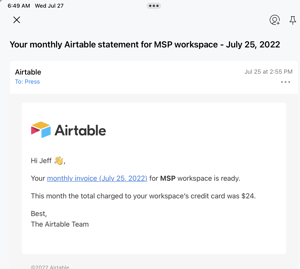 6:49 AM Wed Jul 27
Your monthly Airtable statement for MSP workspace - July 25, 2022
Airtable
Jul 25 at 2:55 PM
To: Press
Airtable
Hi Jeff 👋,
Your monthly invoice (July 25, 2022) for MSP workspace is ready.
This month the total charged to your workspace's credit card was $24.
Best,
The Airtable Team
©2022 Airtable